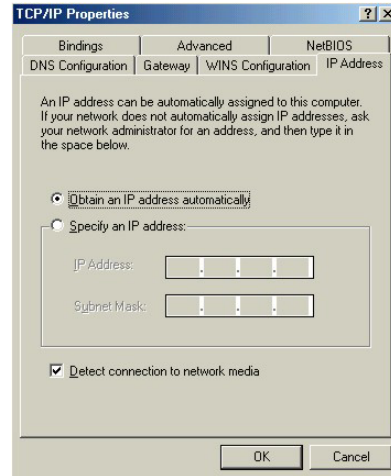 TCP/IP Properties
Bindings Advanced NetBIOS
DNS Configuration Gateway WINS Configuration IP Address
An IP address can be automatically assigned to this computer.
If your network does not automatically assign IP addresses, ask
your network administrator for an address, and then type it in
the space below.
Obtain an IP address automatically
Specify an IP address:
IP Address:
Subnet Mask:
Detect connection to network media
OK Cancel